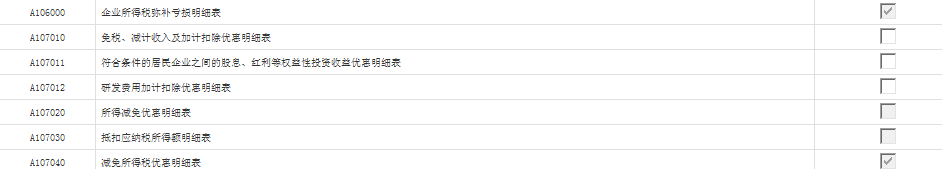 A106000 企业所得税弥补亏损明细表
A107010 免税、减计收入及加计扣除优惠明细表
A107011 符合条件的居民企业之间的股息、红利等权益性投资收益优惠明细表
A107012 研发费用加计扣除优惠明细表
A107020 所得减免优惠明细表
A107030 抵扣应纳税所得额明细表
A107040 减免所得税优惠明细表